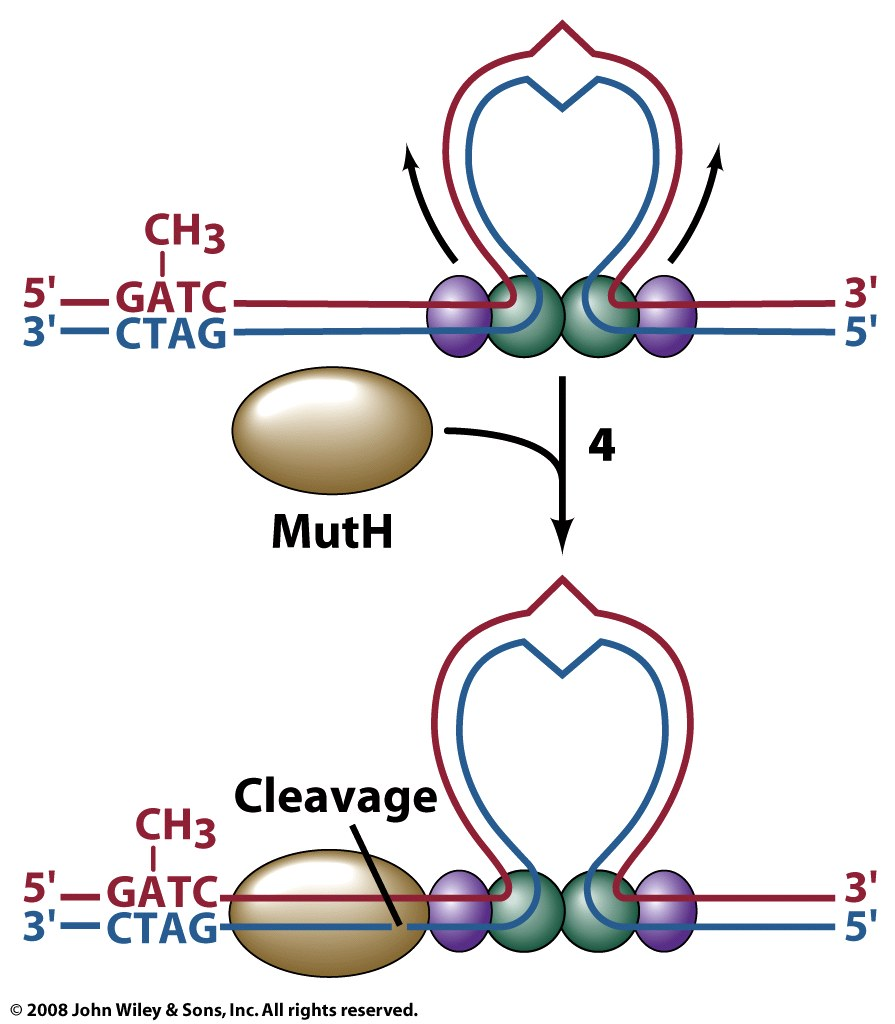 CH3
5' GATC 3'
3' CTAG 5'
4
MutH
Cleavage
CH3
5' GATC 3'
3' CTAG 5'
© 2008 John Wiley & Sons, Inc. All rights reserved.